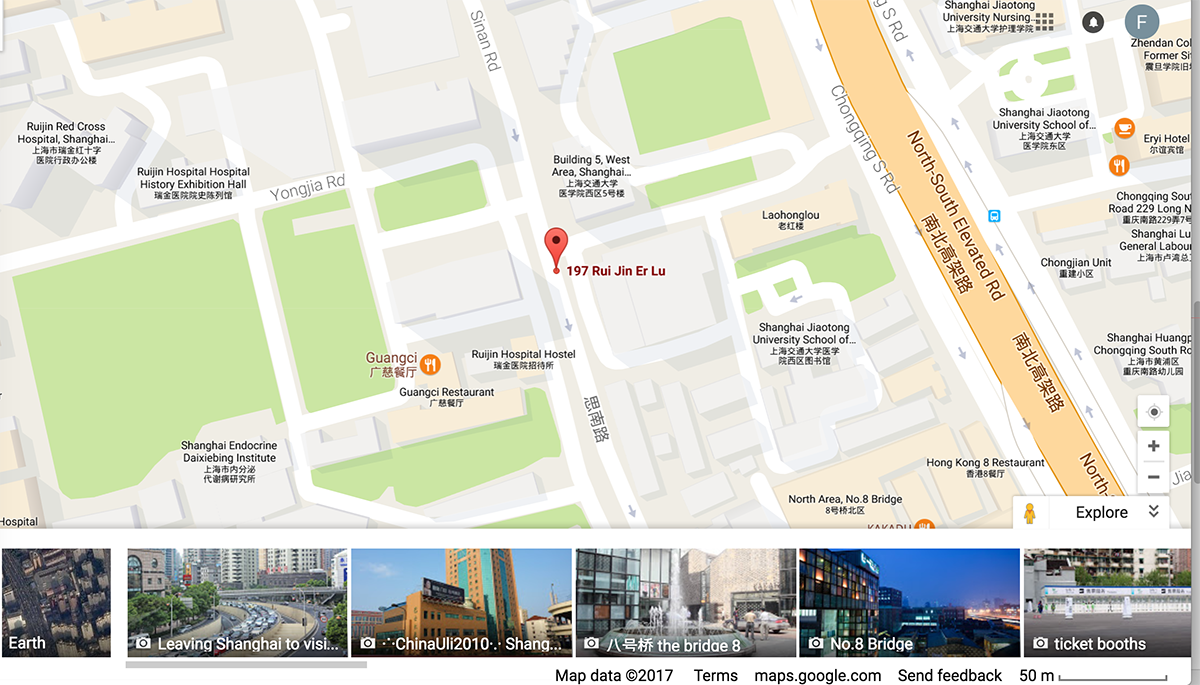 Sinan Rd
Shanghai Jiaotong
University Nursing...
上海交通大学护理学院
g S Rd
F
Zhendan Col
Former Si
震旦学院旧
Ruijin Red Cross
Hospital, Shanghai...
上海市瑞金红十字
医院行政办公楼
Ruijin Hospital Hospital
History Exhibition Hall
瑞金医院院史陈列馆
Yongjia Rd
Building 5, West
Area, Shanghai...
上海交通大学
医学院西区5号楼
Chongqing S Rd
Shanghai Jiaotong
University School of...
上海交通大学
医学院东区
Eryi Hotel
尔谊宾馆
North-South Elevated Rd
南北高架路
Chongqing Sou
Road 229 Long N
重庆南路229弄7号
Laohonglou
老红楼
Shanghai Lu
General Labou
上海市卢湾总工
Chongjian Unit
重建小区
197 Rui Jin Er Lu
Shanghai Jiaotong
University School of...
上海交通大学医学
院西区图书馆
南北高架路
Shanghai Huangp
Chongqing South Ro
上海市黄浦区
重庆南路幼儿园
Guangci
广慈餐厅
Ruijin Hospital Hostel
瑞金医院招待所
Guangci Restaurant
广慈餐厅
思南路
Shanghai Endocrine
Daixiebing Institute
上海市内分泌
代谢病研究所
Hong Kong 8 Restaurant
香港8餐厅
North-
Jia
North Area, No.8 Bridge
8号桥北区
KAKADU
Hospital
Explore
Earth
Leaving Shanghai to visi...
··ChinaUli2010·.· Shang...
八号桥 the bridge 8
No.8 Bridge
ticket booths
Map data ©2017 Terms maps.google.com Send feedback 50 m